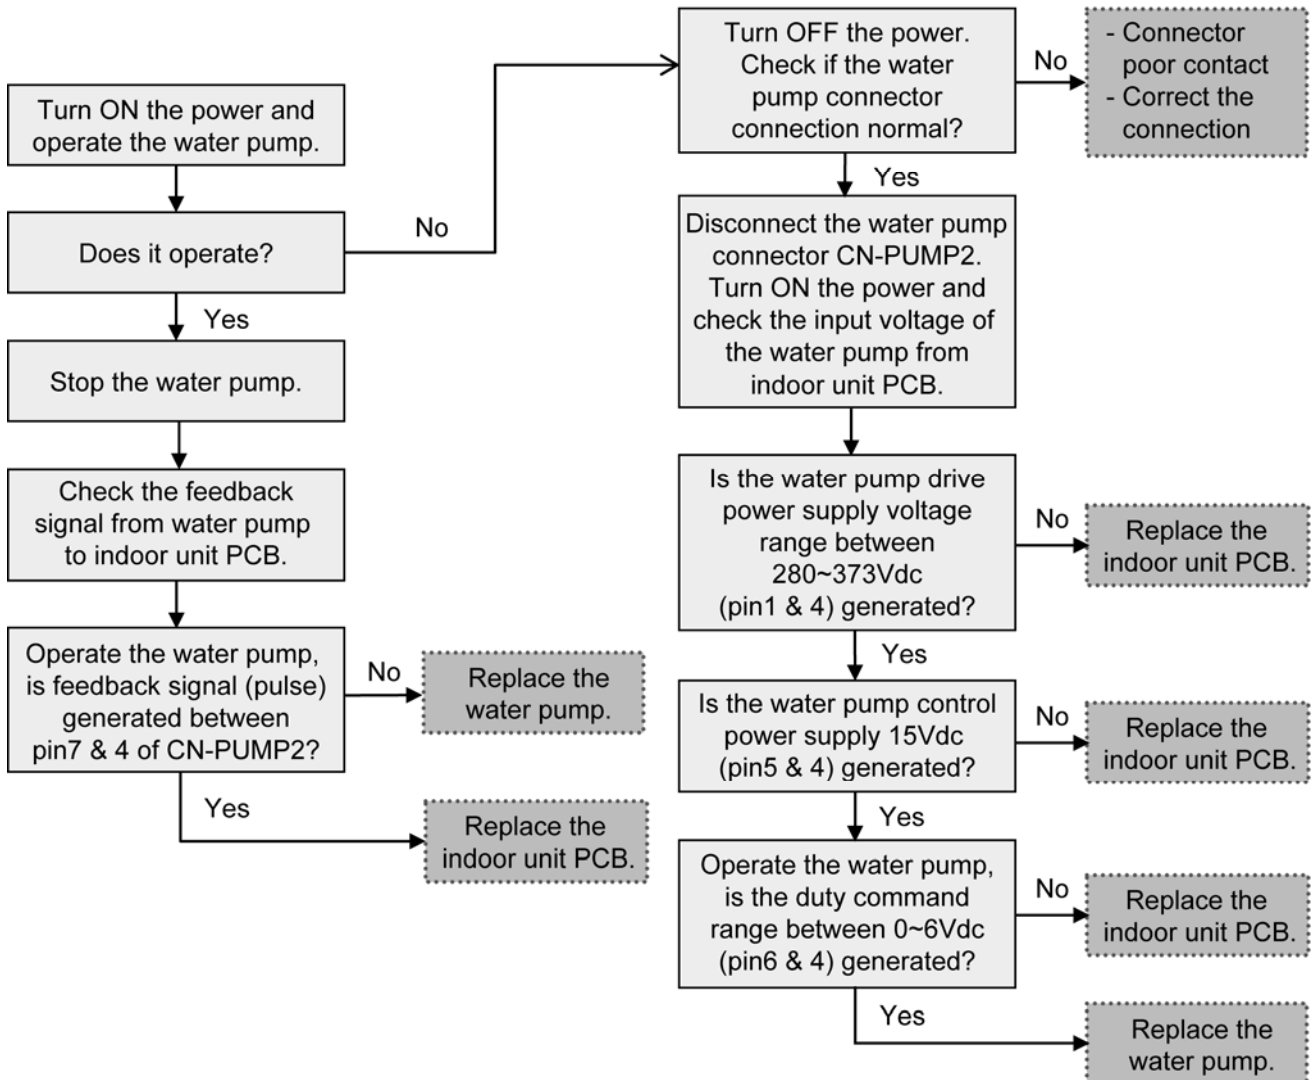 Turn ON the power and
operate the water pump.
Does it operate?
No
Yes
Stop the water pump.
Check the feedback
signal from water pump
to indoor unit PCB.
Operate the water pump,
is feedback signal (pulse)
generated between
pin7 & 4 of CN-PUMP2?
No
Replace the
water pump.
Yes
Replace the
indoor unit PCB.
Turn OFF the power.
Check if the water
pump connector
connection normal?
No
- Connector
poor contact
- Correct the
connection
Yes
Disconnect the water pump
connector CN-PUMP2.
Turn ON the power and
check the input voltage of
the water pump from
indoor unit PCB.
Is the water pump drive
power supply voltage
range between
280~373Vdc
(pin1 & 4) generated?
No
Replace the
indoor unit PCB.
Yes
Is the water pump control
power supply 15Vdc
(pin5 & 4) generated?
No
Replace the
indoor unit PCB.
Yes
Operate the water pump,
is the duty command
range between 0~6Vdc
(pin6 & 4) generated?
No
Replace the
indoor unit PCB.
Yes
Replace the
water pump.